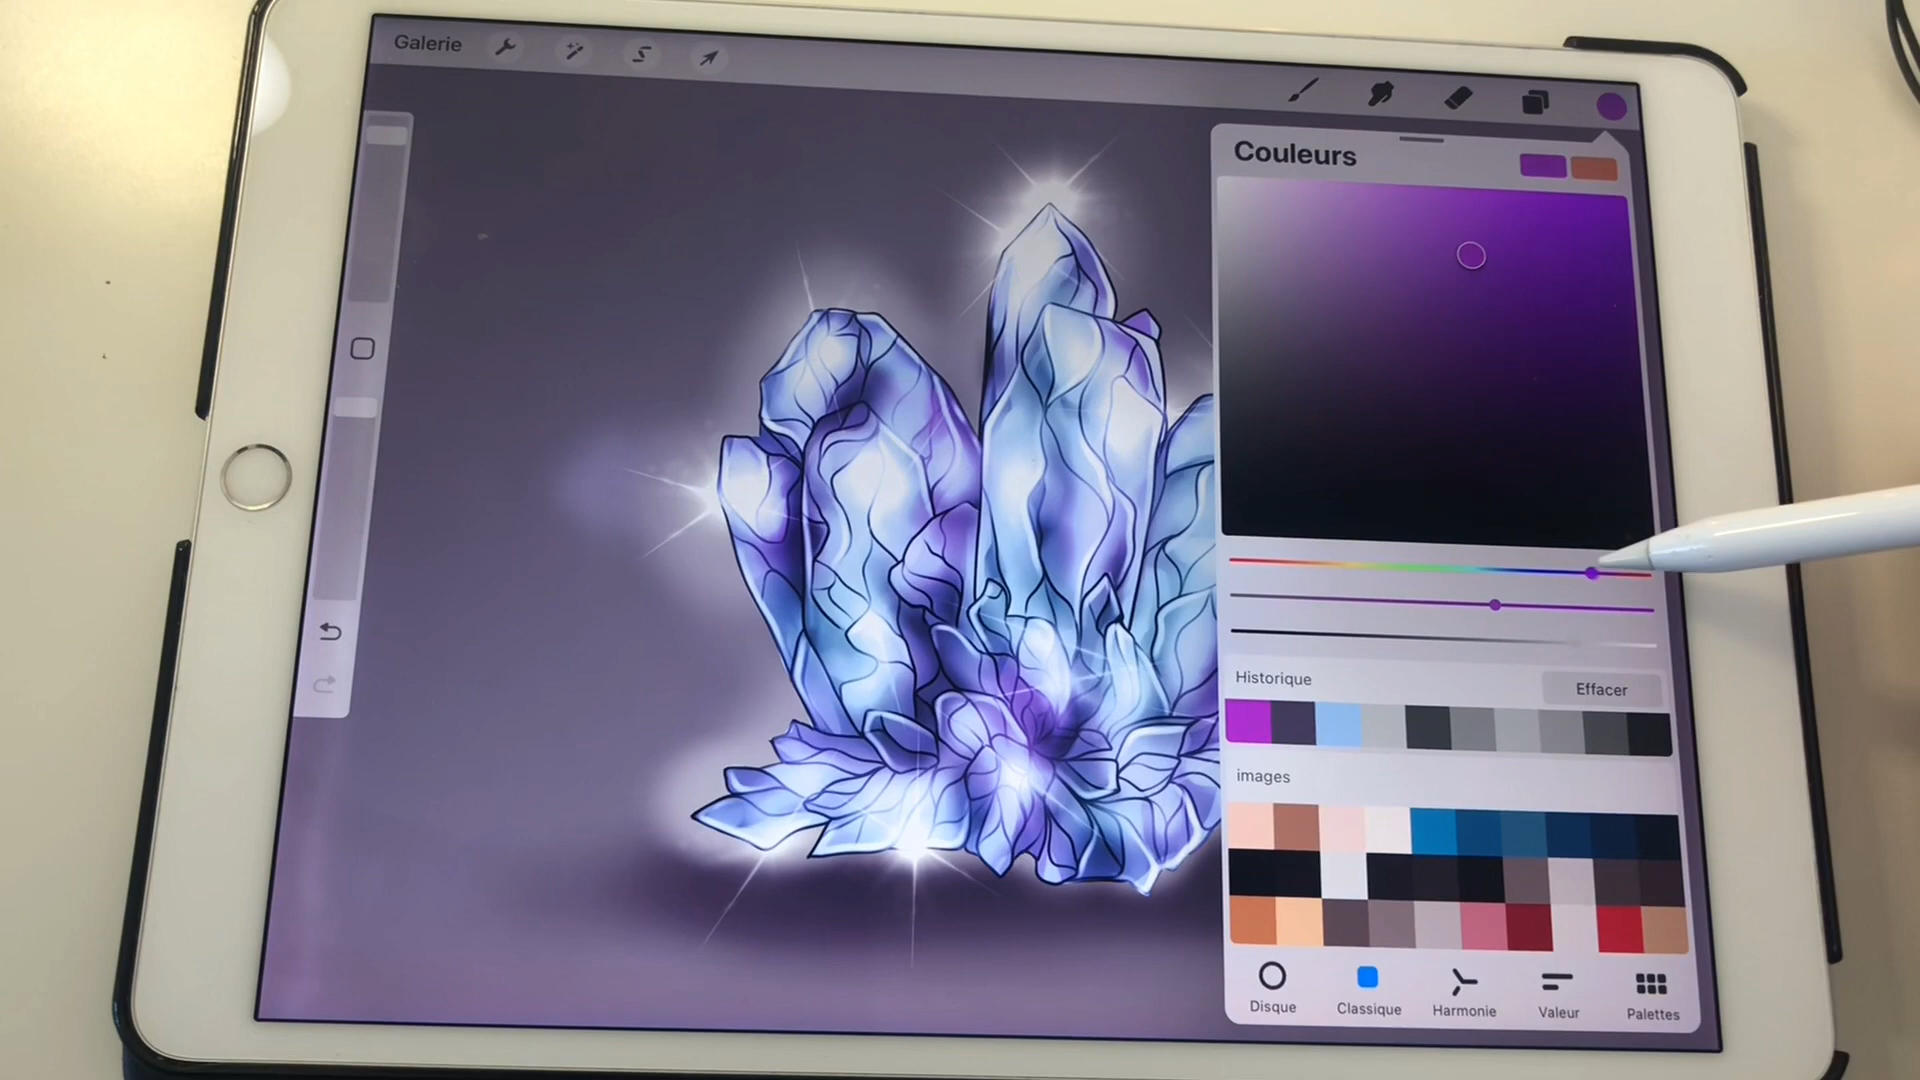 Galerie
Couleurs
Historique
Effacer
images
Disque
Classique
Harmonie
Valeur
Palettes